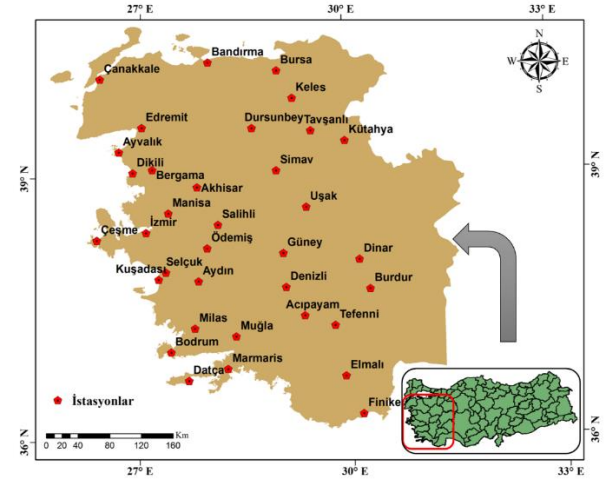 27° E 30° E 33° E
N
W E
S
Bandırma
Bursa
Çanakkale
Keles
Edremit
Dursunbey
Tavşanlı
Kütahya
Ayvalık
39° N
39° N
Dikili
Bergama
Simav
Akhisar
Uşak
Manisa
Salihli
İzmir
Çeşme
Ödemiş
Güney
Dinar
Selçuk
Kuşadası
Aydın
Denizli
Burdur
Acıpayam
Tefenni
Milas
Muğla
Bodrum
Marmaris
Datça
Elmalı
Finike
İstasyonlar
Km
0 20 40 80 120 160
36° N
36° N
27° E 30° E 33° E